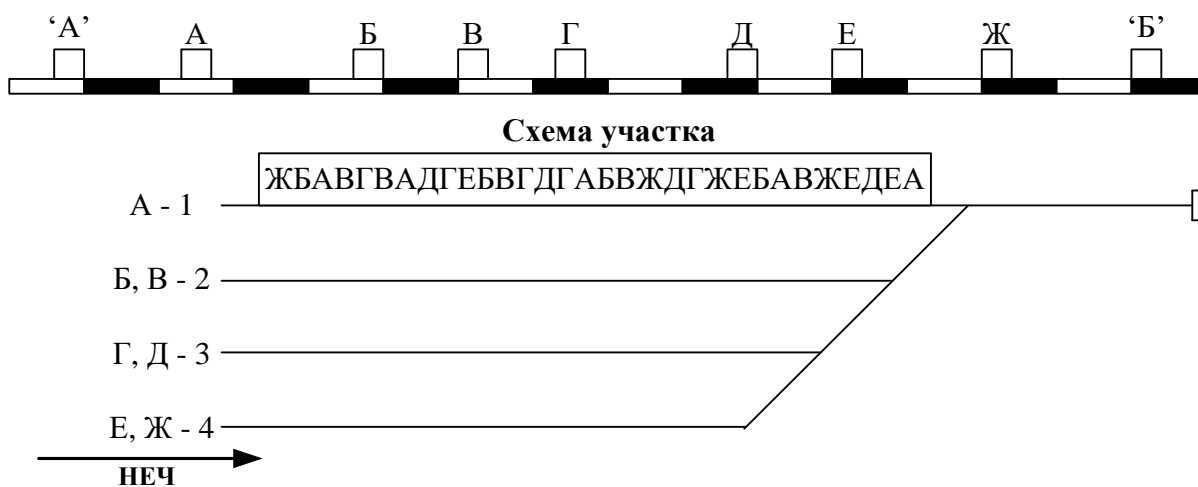 ‘А’ А Б В Г Д Е Ж ‘Б’
Схема участка
ЖБАВГВАДГЕБВГДГАБВЖДГЖЕБАВЖЕДЕА
А - 1
Б, В - 2
Г, Д - 3
Е, Ж - 4
НЕЧ